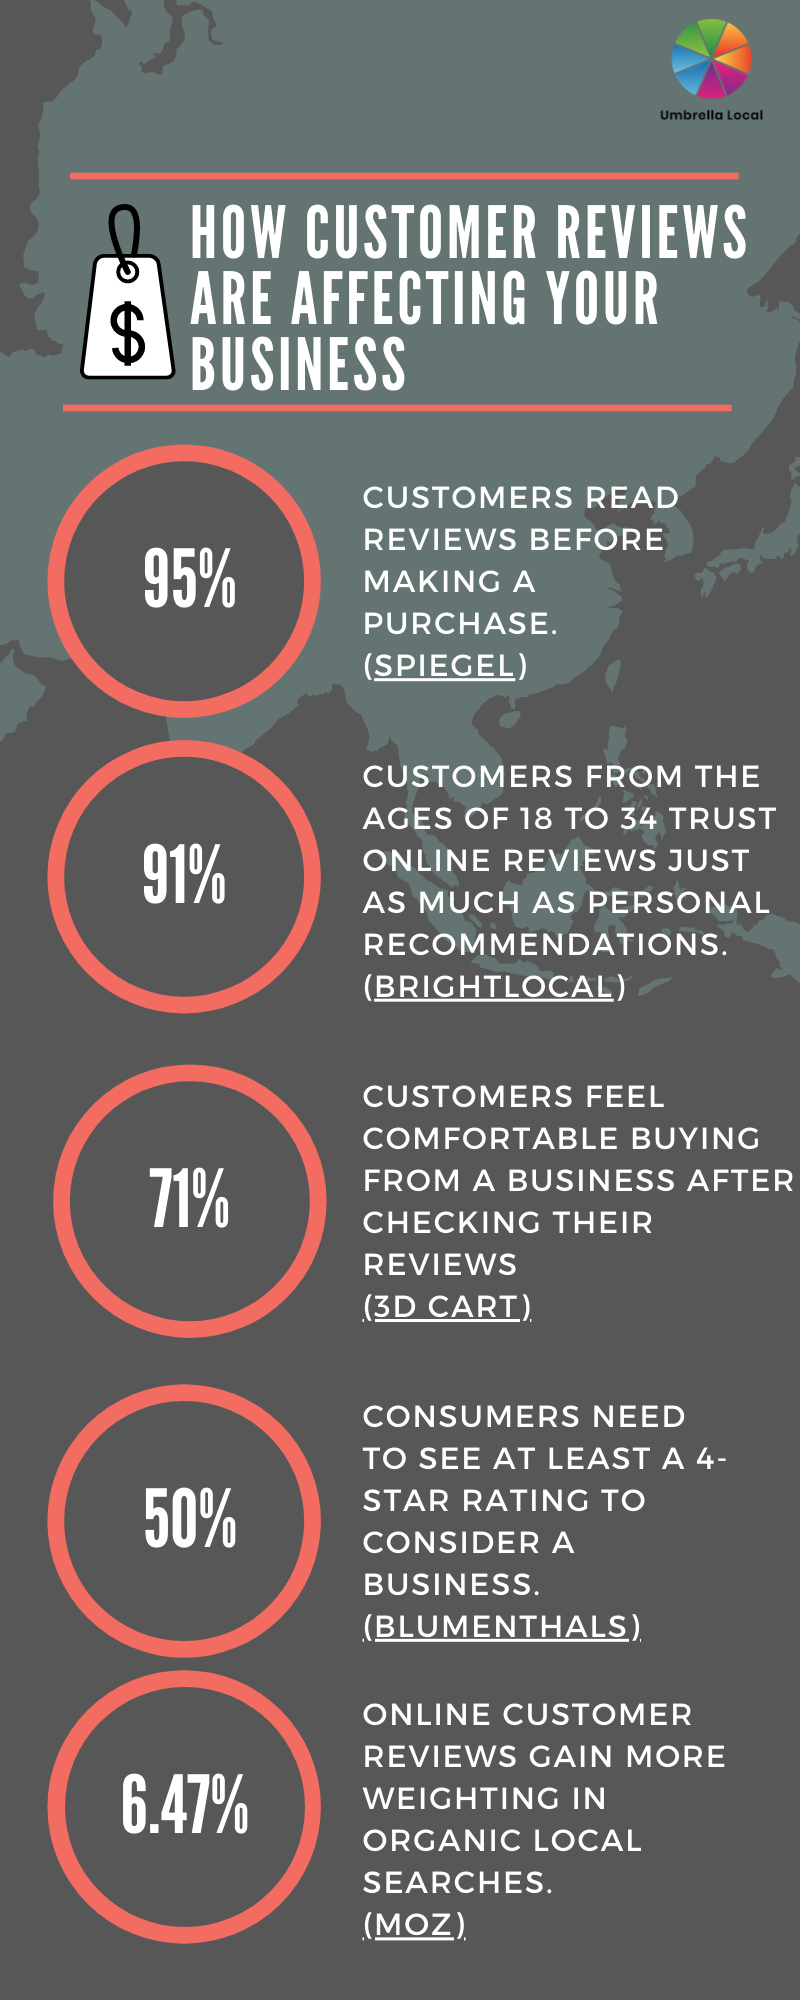 Umbrella Local
HOW CUSTOMER REVIEWS
ARE AFFECTING YOUR
BUSINESS
$
95%
CUSTOMERS READ
REVIEWS BEFORE
MAKING A
PURCHASE.
(SPIEGEL)
91%
CUSTOMERS FROM THE
AGES OF 18 TO 34 TRUST
ONLINE REVIEWS JUST
AS MUCH AS PERSONAL
RECOMMENDATIONS.
(BRIGHTLOCAL)
71%
CUSTOMERS FEEL
COMFORTABLE BUYING
FROM A BUSINESS AFTER
CHECKING THEIR
REVIEWS
(3D CART)
50%
CONSUMERS NEED
TO SEE AT LEAST A 4-
STAR RATING TO
CONSIDER A
BUSINESS.
(BLUMENTHALS)
6.47%
ONLINE CUSTOMER
REVIEWS GAIN MORE
WEIGHTING IN
ORGANIC LOCAL
SEARCHES.
(MOZ)